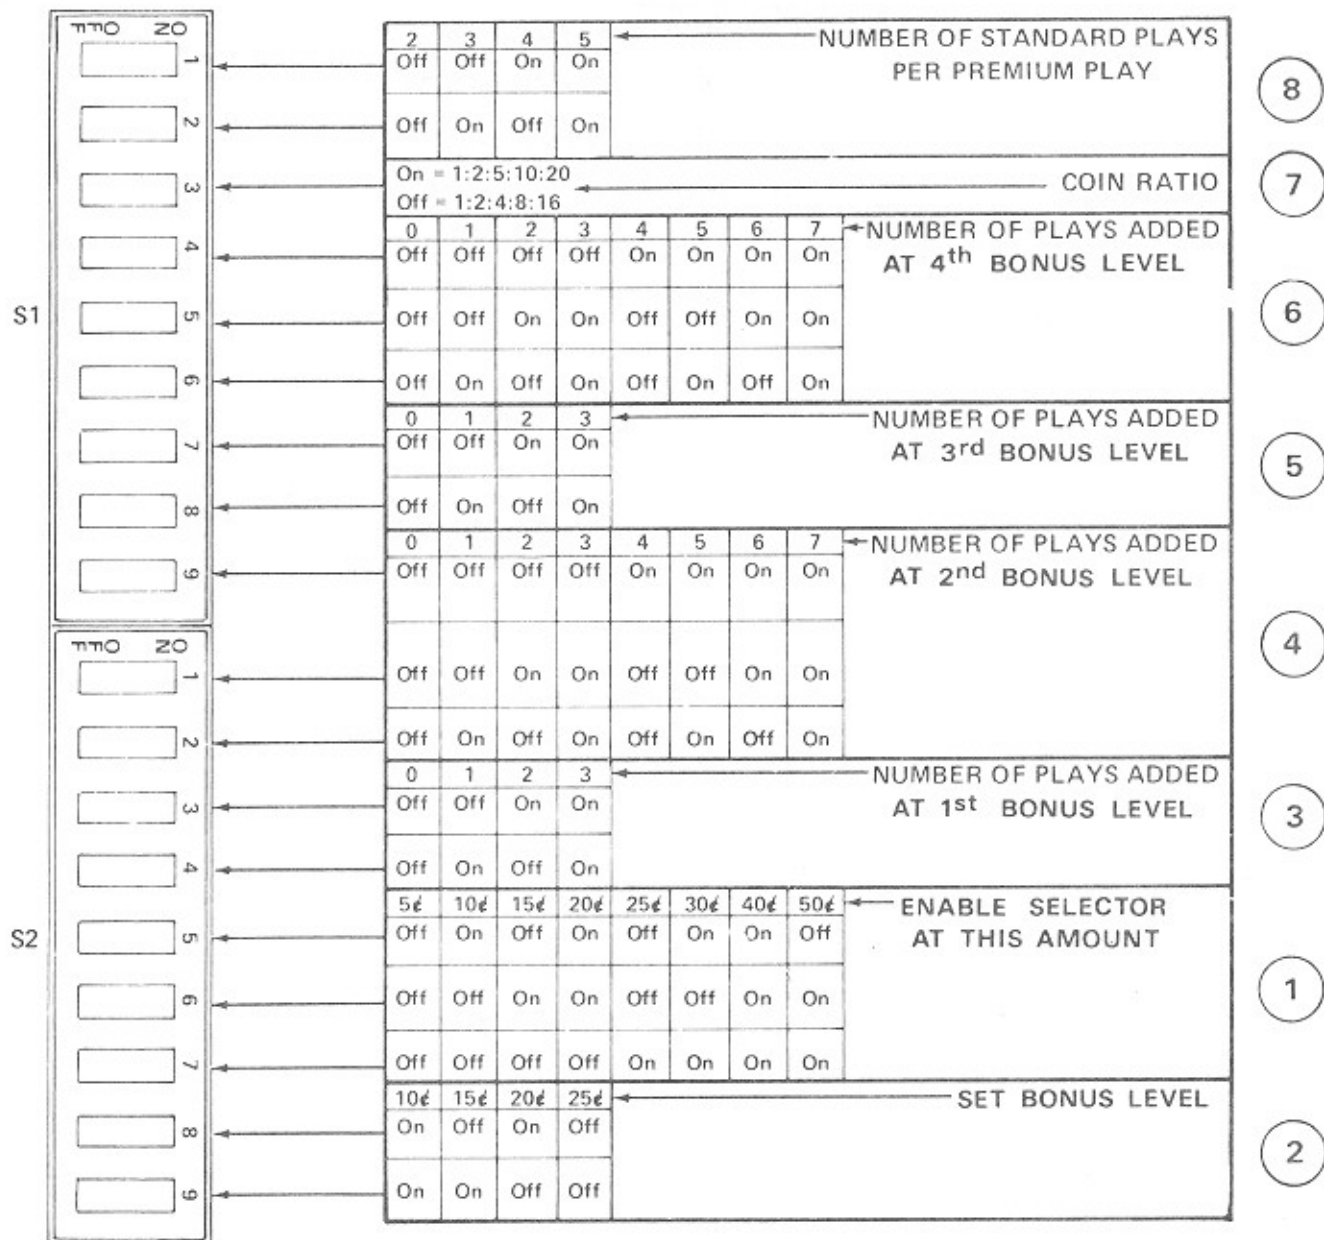 OFF ON
2 3 4 5 NUMBER OF STANDARD PLAYS
1 Off Off On On PER PREMIUM PLAY
8
2 Off On Off On
On = 1:2:5:10:20
3 COIN RATIO 7
Off = 1:2:4:8:16
0 1 2 3 4 5 6 7 NUMBER OF PLAYS ADDED
4 Off Off Off Off On On On On AT 4th BONUS LEVEL
S1 5 Off Off On On Off Off On On 6
6 Off On Off On Off On Off On
0 1 2 3 NUMBER OF PLAYS ADDED
7 Off Off On On AT 3rd BONUS LEVEL
5
8 Off On Off On
0 1 2 3 4 5 6 7 NUMBER OF PLAYS ADDED
9 Off Off Off Off On On On On AT 2nd BONUS LEVEL
OFF ON
4
1 Off Off On On Off Off On On
2 Off On Off On Off On Off On
0 1 2 3 NUMBER OF PLAYS ADDED
3 Off Off On On AT 1st BONUS LEVEL
3
4 Off On Off On
5¢ 10¢ 15¢ 20¢ 25¢ 30¢ 40¢ 50¢ ENABLE SELECTOR
S2 5 Off On Off On Off On On Off AT THIS AMOUNT
6 Off Off On On Off Off On On 1
7 Off Off Off Off On On On On
10¢ 15¢ 20¢ 25¢ SET BONUS LEVEL
8 On Off On Off
2
9 On On Off Off